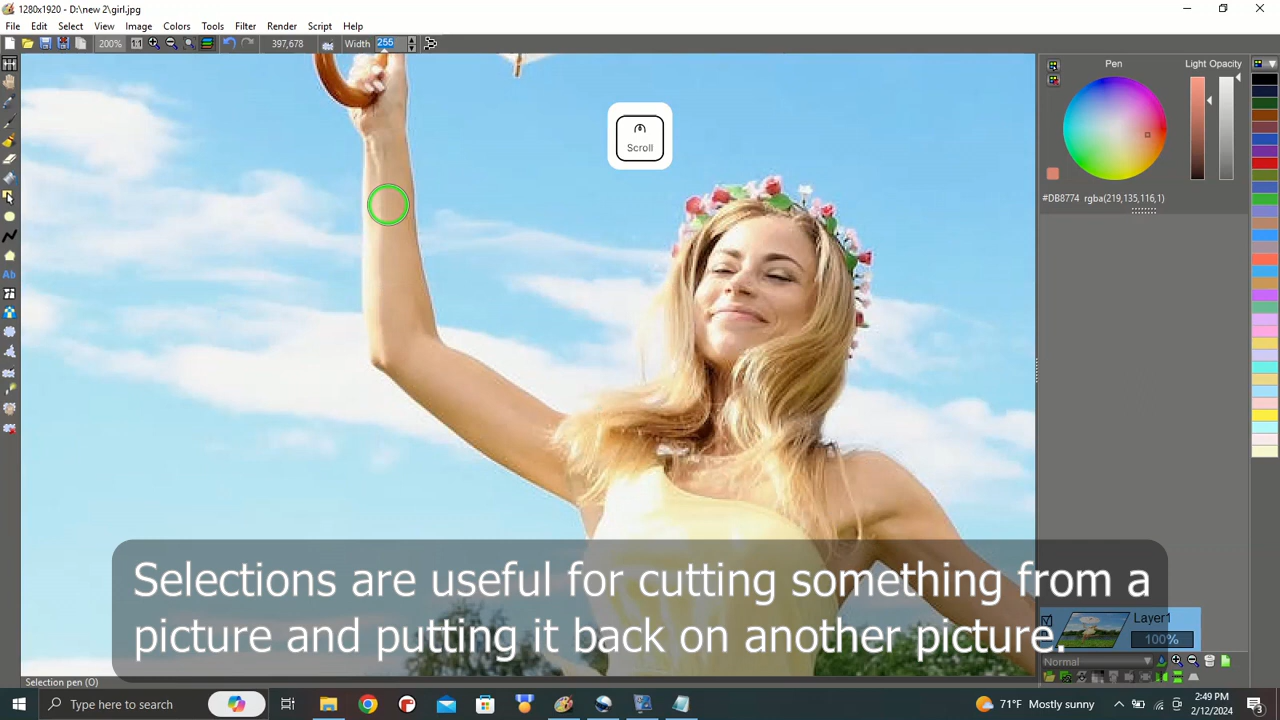 1280x1920 - D:\new 2\girl.jpg
File Edit Select View Image Colors Tools Filter Render Script Help
200% 397,678 Width 255
Pen Light Opacity
Scroll
#DB8774 rgba(219,135,116,1)
Ab
Selections are useful for cutting something from a
picture and putting it back on another picture.
Layer1
100%
Normal
Selection pen (O)
Type here to search
71°F Mostly sunny
2:49 PM
2/12/2024
3